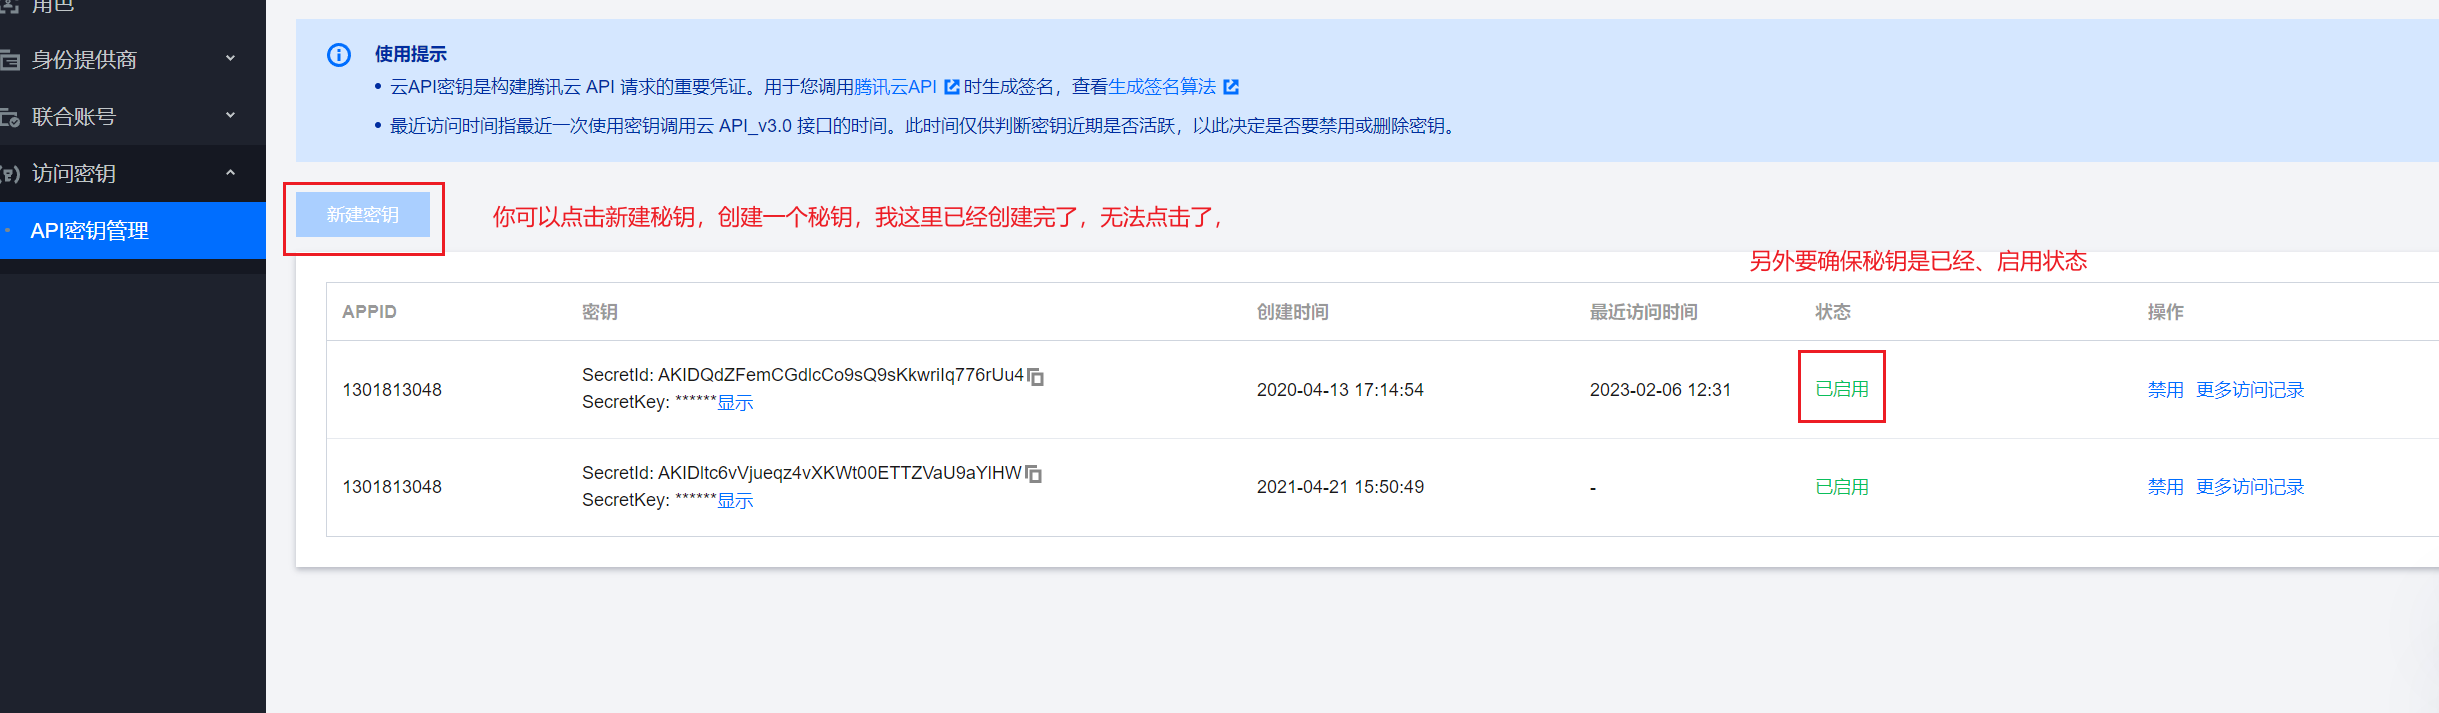 用色
身份提供商
联合账号
访问密钥
API密钥管理
使用提示
• 云API密钥是构建腾讯云 API 请求的重要凭证。用于您调用腾讯云API 时生成签名，查看生成签名算法
• 最近访问时间指最近一次使用密钥调用云 API_v3.0 接口的时间。此时间仅供判断密钥近期是否活跃，以此决定是否要禁用或删除密钥。
新建密钥
你可以点击新建秘钥，创建一个秘钥，我这里已经创建完了，无法点击了，
另外要确保秘钥是已经、启用状态
APPID 密钥 创建时间 最近访问时间 状态 操作
1301813048 SecretId: AKIDQdZFemCGdlcCo9sQ9sKkwriIq776rUu4 2020-04-13 17:14:54 2023-02-06 12:31 已启用 禁用 更多访问记录
SecretKey: ******显示
1301813048 SecretId: AKIDltc6vVjueqz4vXKWt00ETTZVaU9aYlHW 2021-04-21 15:50:49 - 已启用 禁用 更多访问记录
SecretKey: ******显示